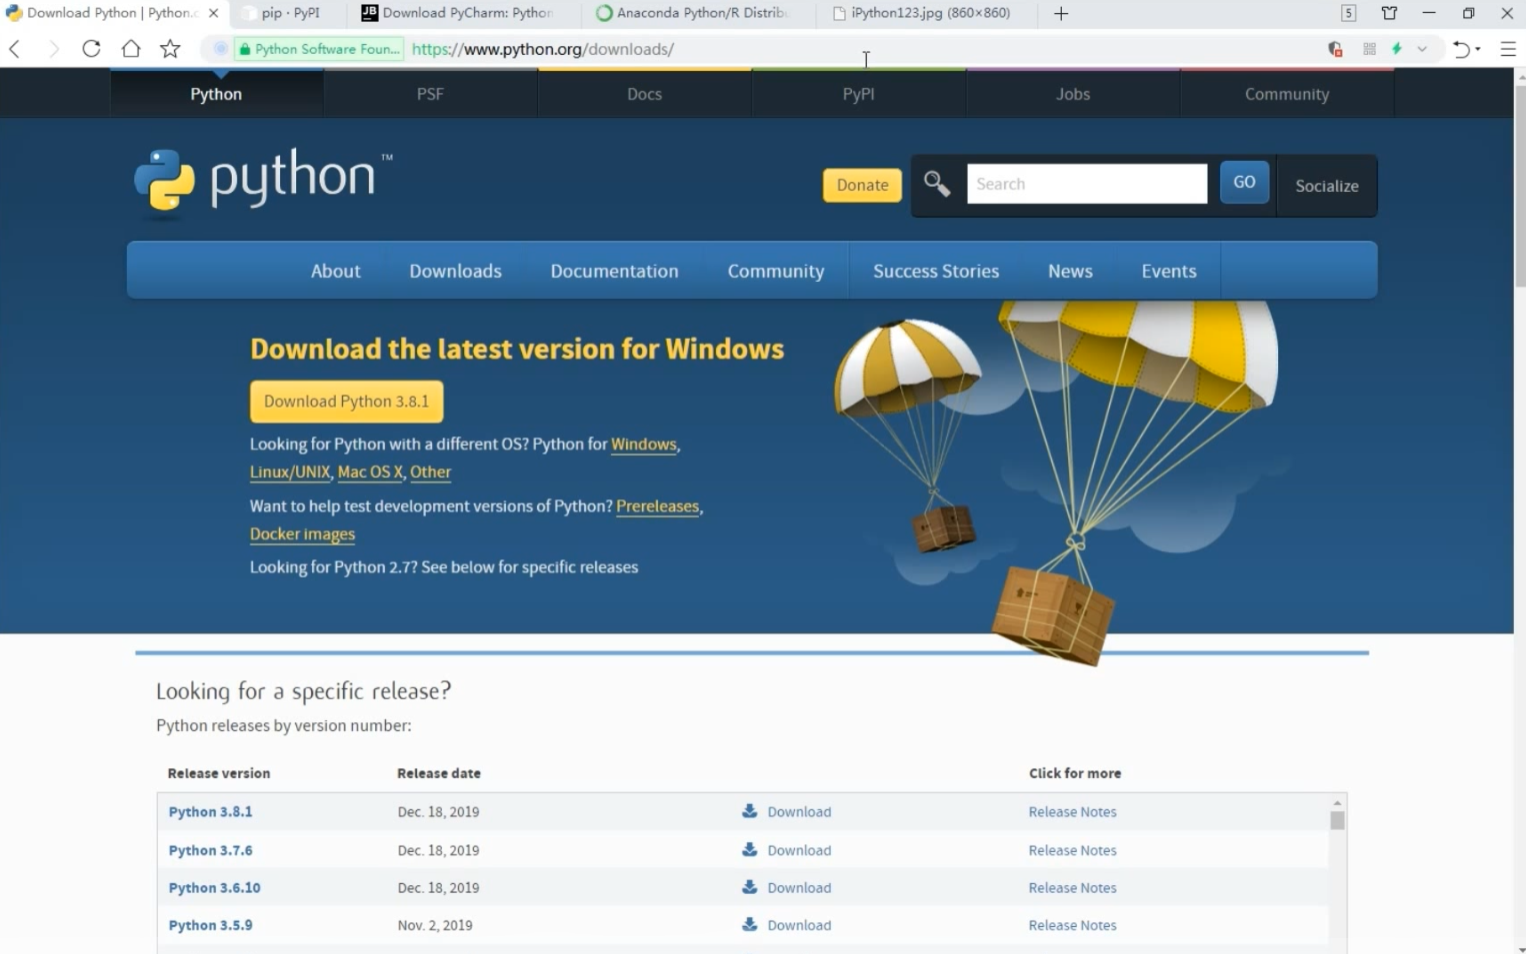 Download Python | Python.o
pip · PyPI
JB Download PyCharm: Python
Anaconda Python/R Distribu
iPython123.jpg (860×860)
5
Python Software Foun...
https://www.python.org/downloads/
Python
PSF
Docs
PyPI
Jobs
Community
python™
Donate
Search
GO
Socialize
About
Downloads
Documentation
Community
Success Stories
News
Events
Download the latest version for Windows
Download Python 3.8.1
Looking for Python with a different OS? Python for Windows,
Linux/UNIX, Mac OS X, Other
Want to help test development versions of Python? Prereleases,
Docker images
Looking for Python 2.7? See below for specific releases
Looking for a specific release?
Python releases by version number:
Release version Release date Click for more
Python 3.8.1 Dec. 18, 2019 Download Release Notes
Python 3.7.6 Dec. 18, 2019 Download Release Notes
Python 3.6.10 Dec. 18, 2019 Download Release Notes
Python 3.5.9 Nov. 2, 2019 Download Release Notes